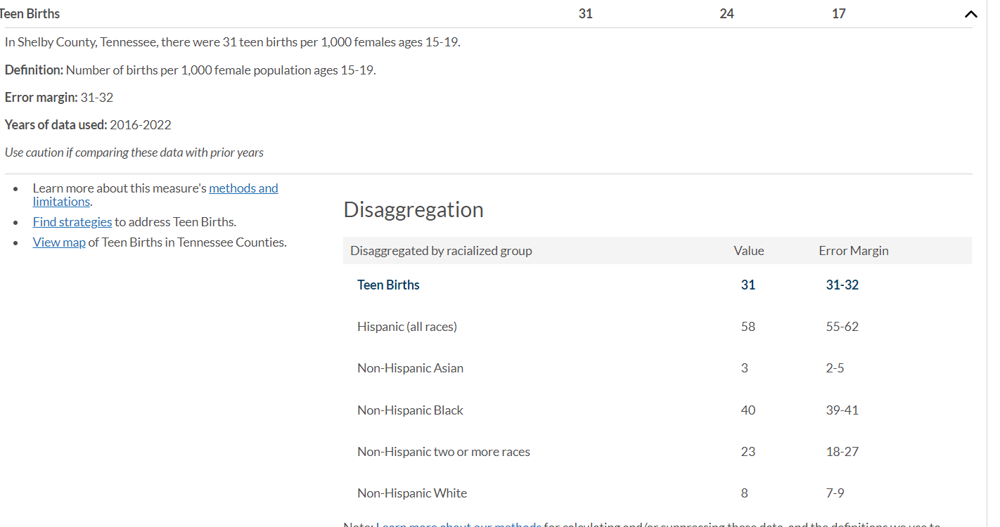 Teen Births 31 24 17
In Shelby County, Tennessee, there were 31 teen births per 1,000 females ages 15-19.
Definition: Number of births per 1,000 female population ages 15-19.
Error margin: 31-32
Years of data used: 2016-2022
Use caution if comparing these data with prior years
• Learn more about this measure's methods and
limitations.
• Find strategies to address Teen Births.
• View map of Teen Births in Tennessee Counties.
Disaggregation
Disaggregated by racialized group Value Error Margin
Teen Births 31 31-32
Hispanic (all races) 58 55-62
Non-Hispanic Asian 3 2-5
Non-Hispanic Black 40 39-41
Non-Hispanic two or more races 23 18-27
Non-Hispanic White 8 7-9
Note: Learn more about our methods for calculating and/or suppressing these data, and the definitions we use to